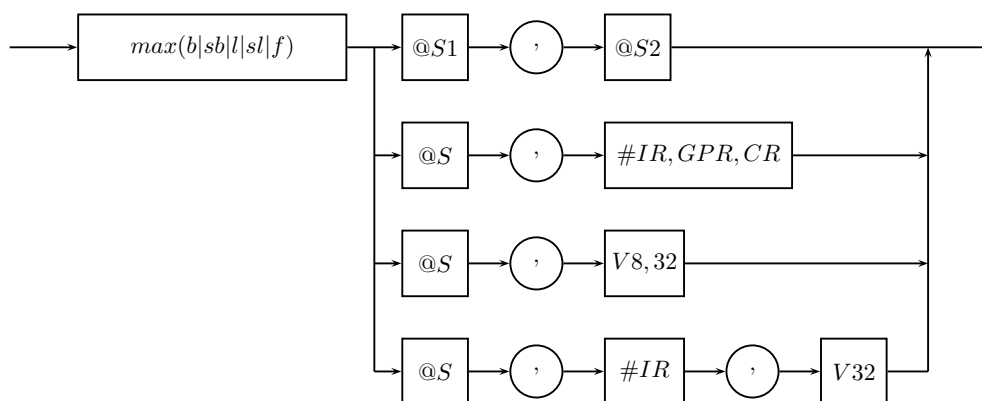 max(b|sb|l|sl|f) @S1 , @S2
@S , #IR, GPR, CR
@S , V8, 32
@S , #IR , V32